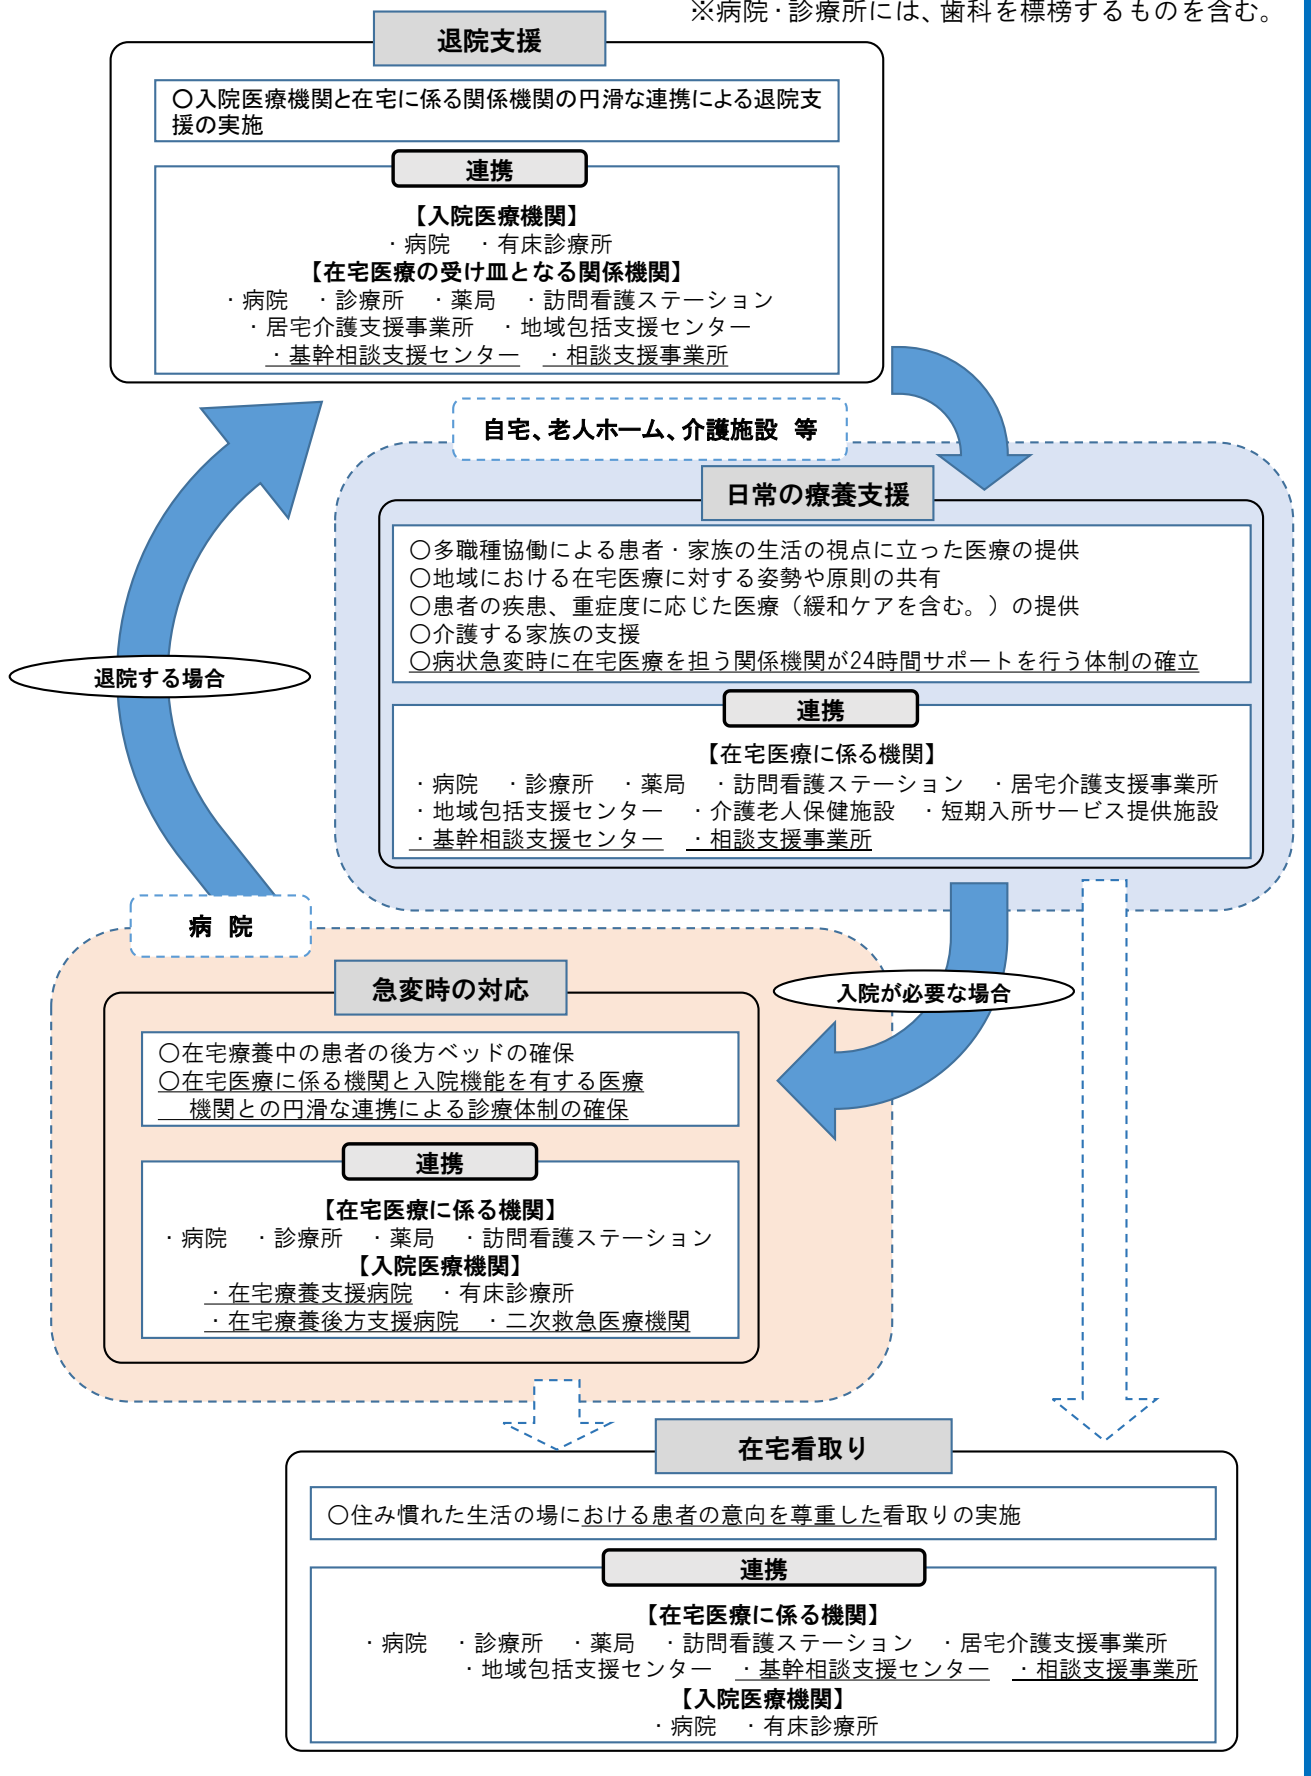 ※病院・診療所には、歯科を標榜するものを含む。
退院支援
○入院医療機関と在宅に係る関係機関の円滑な連携による退院支
援の実施
連携
【入院医療機関】
・病院　・有床診療所
【在宅医療の受け皿となる関係機関】
・病院　・診療所　・薬局　・訪問看護ステーション
・居宅介護支援事業所　・地域包括支援センター
・基幹相談支援センター　・相談支援事業所
自宅、老人ホーム、介護施設 等
日常の療養支援
○多職種協働による患者・家族の生活の視点に立った医療の提供
○地域における在宅医療に対する姿勢や原則の共有
○患者の疾患、重症度に応じた医療（緩和ケアを含む。）の提供
○介護する家族の支援
○病状急変時に在宅医療を担う関係機関が24時間サポートを行う体制の確立
退院する場合
連携
【在宅医療に係る機関】
・病院　・診療所　・薬局　・訪問看護ステーション　・居宅介護支援事業所
・地域包括支援センター　・介護老人保健施設　・短期入所サービス提供施設
・基幹相談支援センター　・相談支援事業所
病 院
急変時の対応
入院が必要な場合
○在宅療養中の患者の後方ベッドの確保
○在宅医療に係る機関と入院機能を有する医療
機関との円滑な連携による診療体制の確保
連携
【在宅医療に係る機関】
・病院　・診療所　・薬局　・訪問看護ステーション
【入院医療機関】
・在宅療養支援病院　・有床診療所
・在宅療養後方支援病院　・二次救急医療機関
在宅看取り
○住み慣れた生活の場における患者の意向を尊重した看取りの実施
連携
【在宅医療に係る機関】
・病院　・診療所　・薬局　・訪問看護ステーション　・居宅介護支援事業所
・地域包括支援センター　・基幹相談支援センター　・相談支援事業所
【入院医療機関】
・病院　・有床診療所